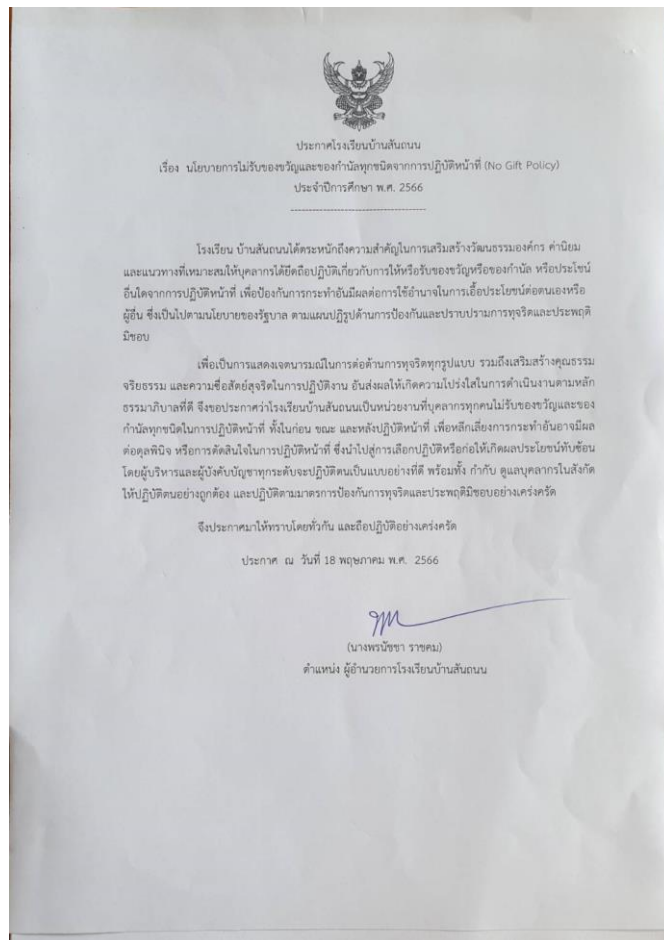 ประกาศโรงเรียนบ้านสันถนน
เรื่อง นโยบายการไม่รับของขวัญและของกำนัลทุกชนิดจากการปฏิบัติหน้าที่ (No Gift Policy)
ประจำปีการศึกษา พ.ศ. 2566
--------------------------------------
โรงเรียน บ้านสันถนนได้ตระหนักถึงความสำคัญในการเสริมสร้างวัฒนธรรมองค์กร ค่านิยม
และแนวทางที่เหมาะสมให้บุคลากรได้ยึดถือปฏิบัติเกี่ยวกับการให้หรือรับของขวัญหรือของกำนัล หรือประโยชน์
อื่นใดจากการปฏิบัติหน้าที่ เพื่อป้องกันการกระทำอันมีผลต่อการใช้อำนาจในการเอื้อประโยชน์ต่อตนเองหรือ
ผู้อื่น ซึ่งเป็นไปตามนโยบายของรัฐบาล ตามแผนปฏิรูปด้านการป้องกันและปราบปรามการทุจริตและประพฤติ
มิชอบ
เพื่อเป็นการแสดงเจตนารมณ์ในการต่อต้านการทุจริตทุกรูปแบบ รวมถึงเสริมสร้างคุณธรรม
จริยธรรม และความซื่อสัตย์สุจริตในการปฏิบัติงาน อันส่งผลให้เกิดความโปร่งใสในการดำเนินงานตามหลัก
ธรรมาภิบาลที่ดี จึงขอประกาศว่าโรงเรียนบ้านสันถนนเป็นหน่วยงานที่บุคลากรทุกคนไม่รับของขวัญและของ
กำนัลทุกชนิดในการปฏิบัติหน้าที่ ทั้งในก่อน ขณะ และหลังปฏิบัติหน้าที่ เพื่อหลีกเลี่ยงการกระทำอันอาจมีผล
ต่อดุลพินิจ หรือการตัดสินใจในการปฏิบัติหน้าที่ ซึ่งนำไปสู่การเลือกปฏิบัติหรือก่อให้เกิดผลประโยชน์ทับซ้อน
โดยผู้บริหารและผู้บังคับบัญชาทุกระดับจะปฏิบัติตนเป็นแบบอย่างที่ดี พร้อมทั้ง กำกับ ดูแลบุคลากรในสังกัด
ให้ปฏิบัติตนอย่างถูกต้อง และปฏิบัติตามมาตรการป้องกันการทุจริตและประพฤติมิชอบอย่างเคร่งครัด
จึงประกาศมาให้ทราบโดยทั่วกัน และถือปฏิบัติอย่างเคร่งครัด
ประกาศ ณ วันที่ 18 พฤษภาคม พ.ศ. 2566
(นางพรนัชชา ราชคม)
ตำแหน่ง ผู้อำนวยการโรงเรียนบ้านสันถนน